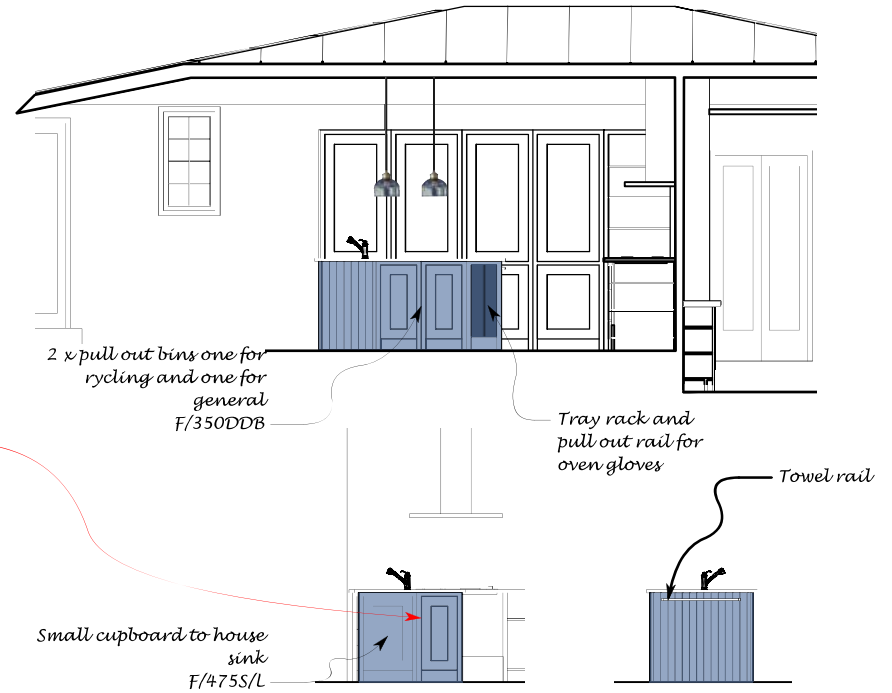 2 x pull out bins one for
rycling and one for
general
F/350DDB
Tray rack and
pull out rail for
oven gloves
Towel rail
Small cupboard to house
sink
F/475S/L